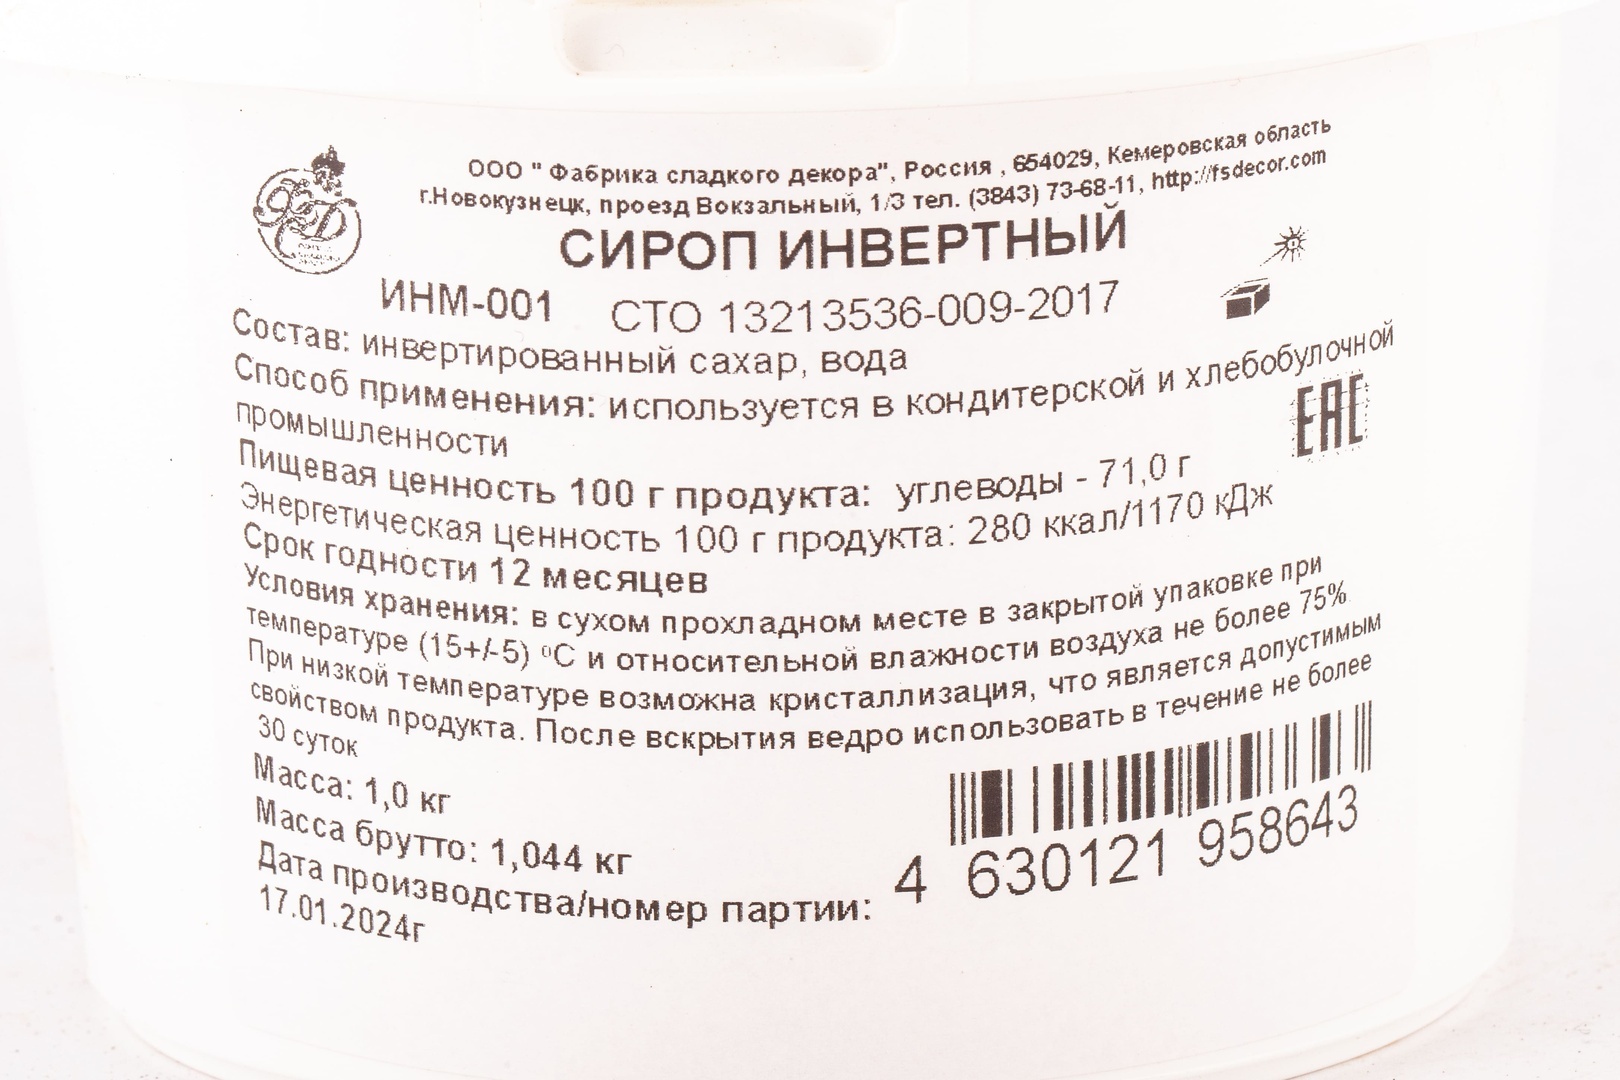 ООО " Фабрика сладкого декора", Россия , 654029, Кемеровская область
г.Новокузнецк, проезд Вокзальный, 1/3 тел. (3843) 73-68-11, http://fsdecor.com
СИРОП ИНВЕРТНЫЙ
ИНМ-001 СТО 13213536-009-2017
Состав: инвертированный сахар, вода
Способ применения: используется в кондитерской и хлебобулочной
промышленности
EAC
Пищевая ценность 100 г продукта: углеводы - 71,0 г
Энергетическая ценность 100 г продукта: 280 ккал/1170 кДж
Срок годности 12 месяцев
Условия хранения: в сухом прохладном месте в закрытой упаковке при
температуре (15+/-5) ºС и относительной влажности воздуха не более 75%
При низкой температуре возможна кристаллизация, что является допустимым
свойством продукта. После вскрытия ведро использовать в течение не более
30 суток
Масса: 1,0 кг
Масса брутто: 1,044 кг
Дата производства/номер партии:
17.01.2024г
4 630121 958643